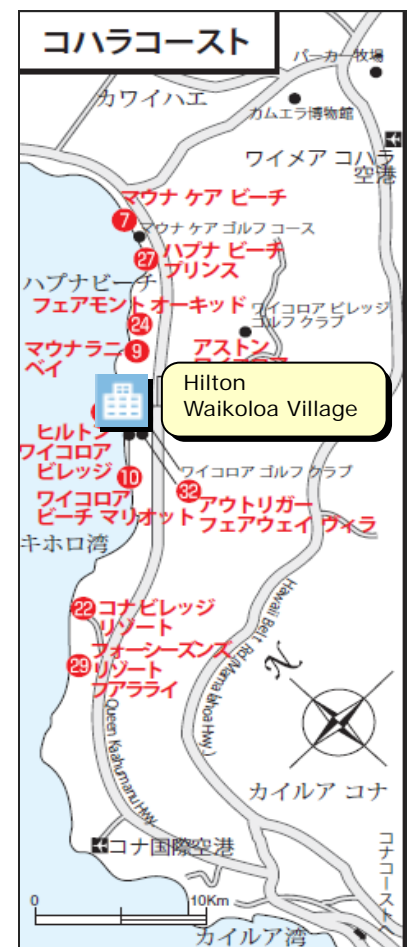 コハラコースト
パーカー牧場
カワイハエ
カムエラ博物館
ワイメア コハラ
空港
マウナ ケア ビーチ
7
マウナ ケア ゴルフ コース
27
ハプナ ビーチ
プリンス
ハプナビーチ
フェアモント オーキッド
24
ワイコロア ビレッジ
ゴルフ クラブ
マウナラニ
ベイ
9
アストン
Hilton
Waikoloa Village
ヒルトン
ワイコロア
ビレッジ
10
ワイコロア ゴルフ クラブ
32
ワイコロア
ビーチ マリオット
アウトリガー
フェアウェイ ヴィラ
キホロ湾
22
コナビレッジ
リゾート
29
フォーシーズンズ
リゾート
フアラライ
Hawaii Belt Rd (Mamalahoa Hwy)
N
Queen Kaahumanu HWY
カイルア コナ
コナ国際空港
コナコーストへ
0
10Km
カイルア湾